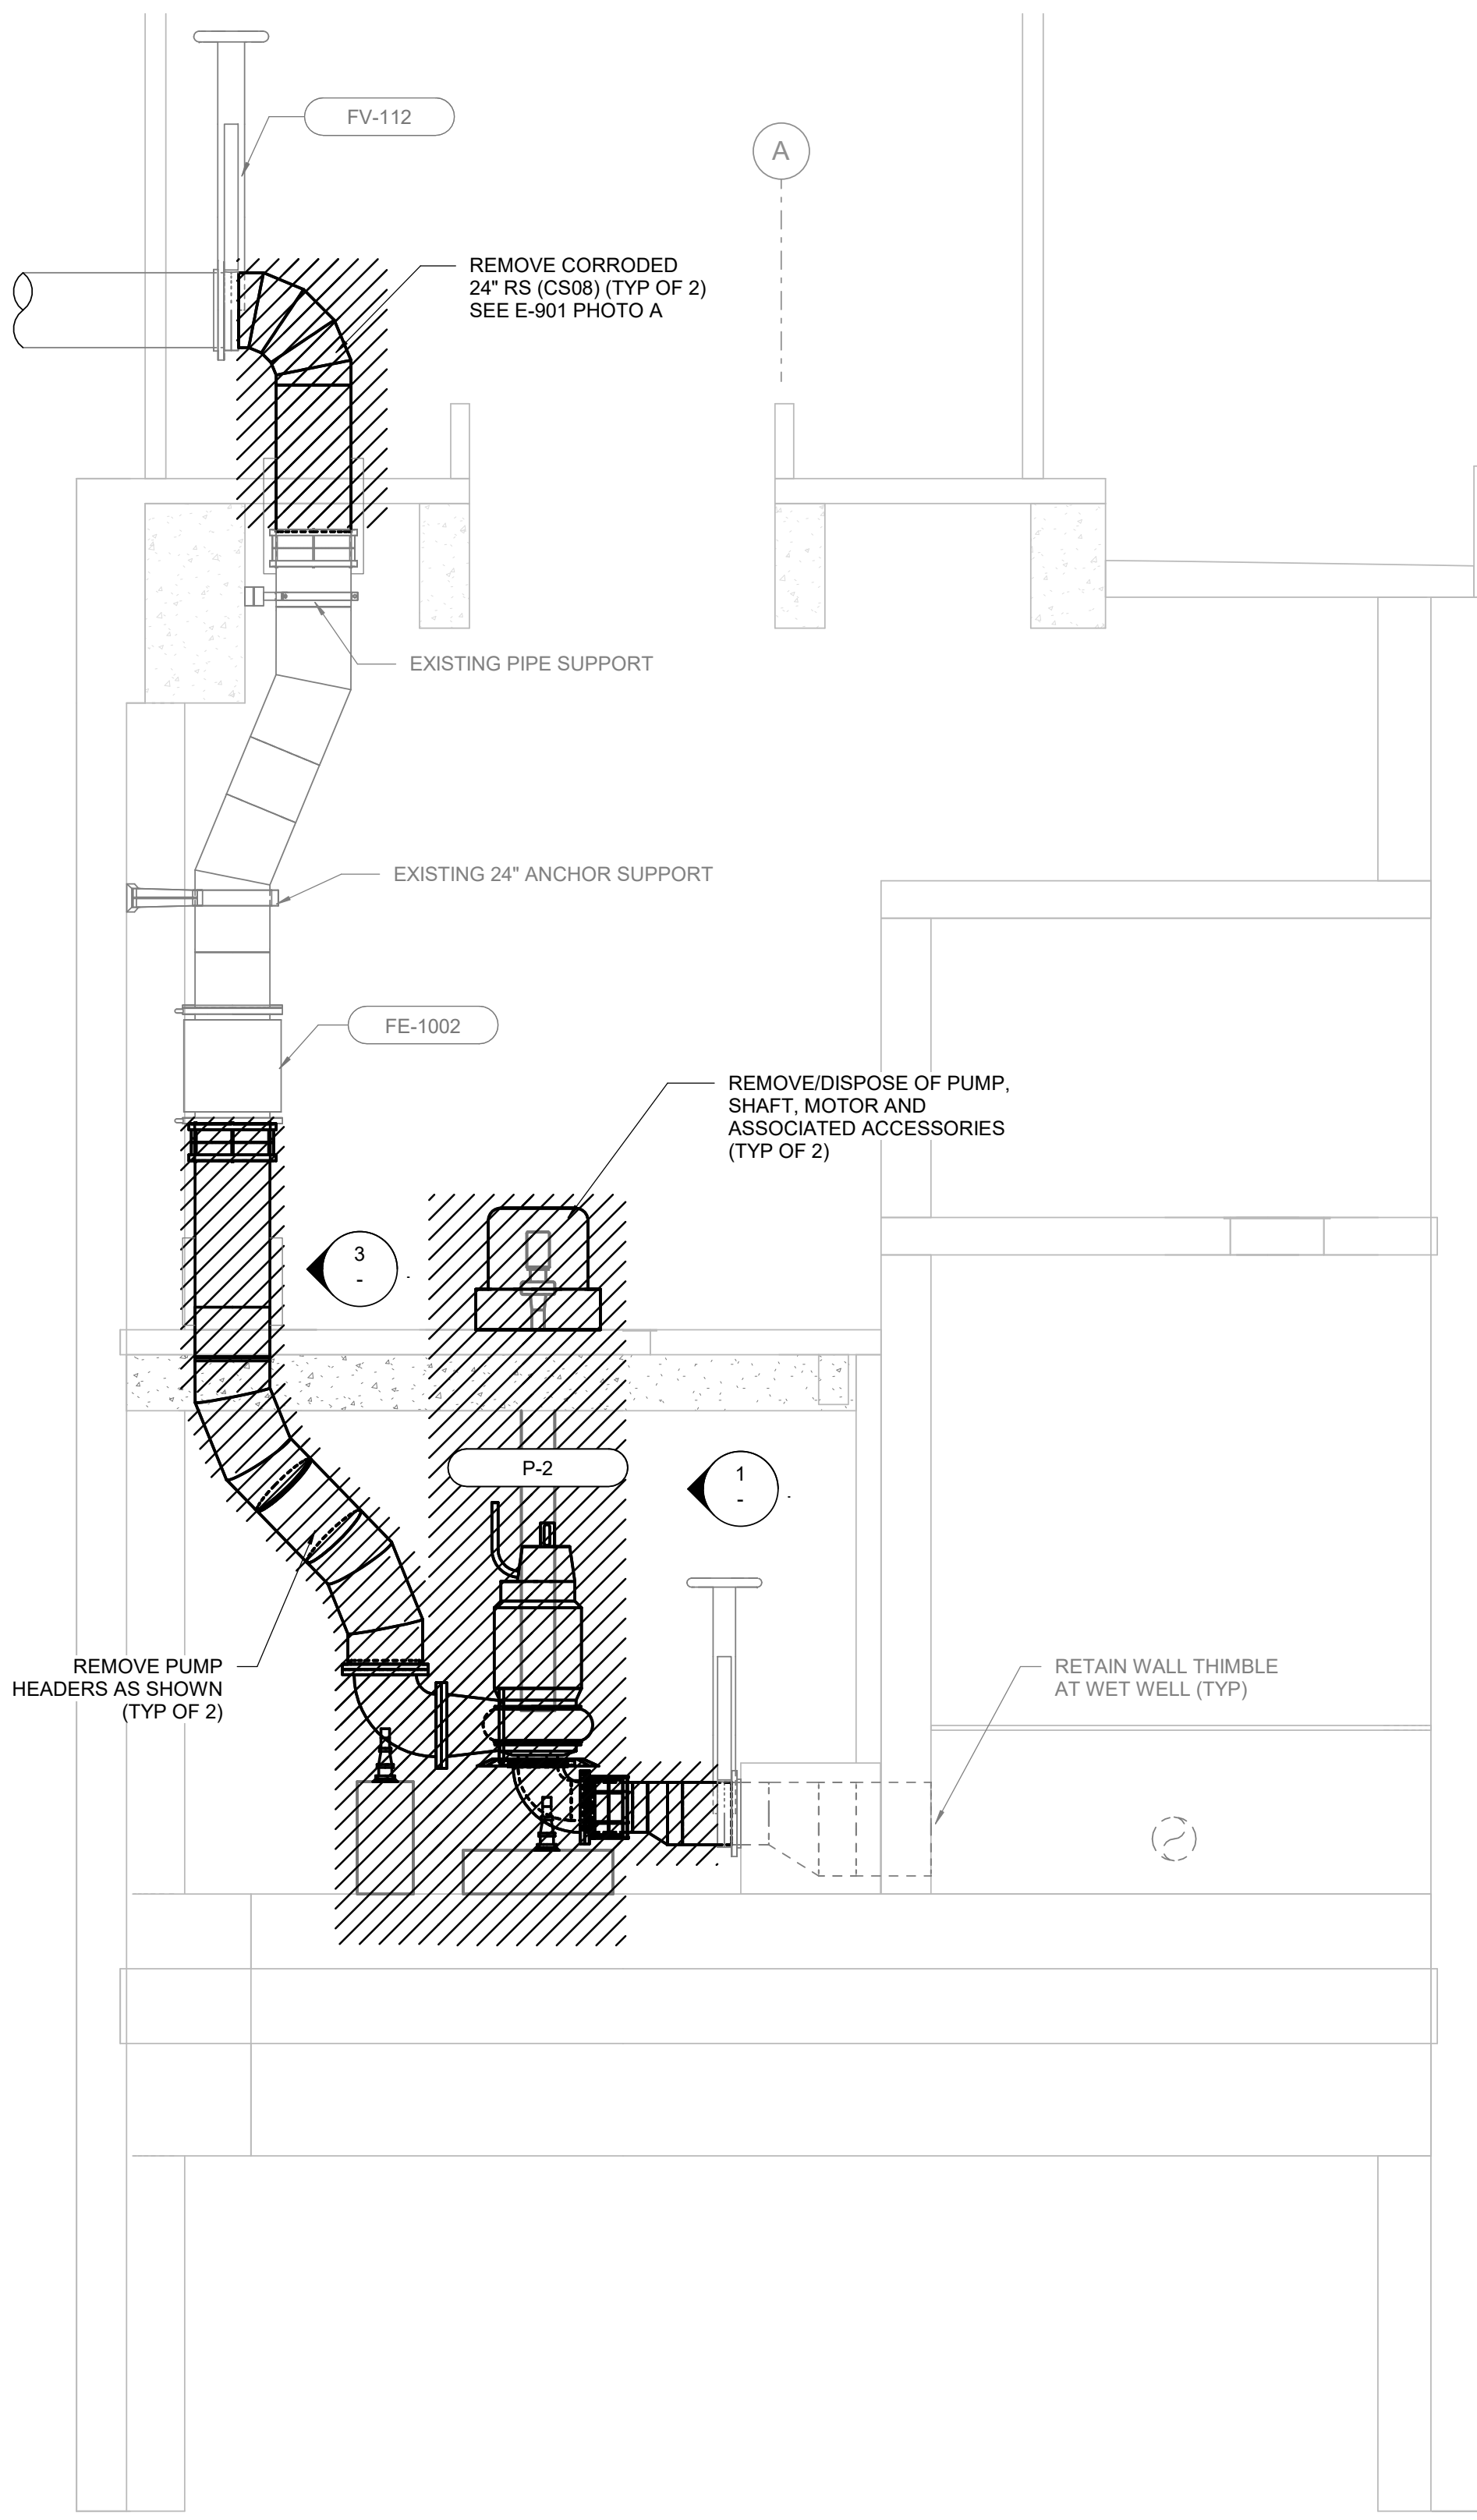 FV-112
A
REMOVE CORRODED
24" RS (CS08) (TYP OF 2)
SEE E-901 PHOTO A
EXISTING PIPE SUPPORT
EXISTING 24" ANCHOR SUPPORT
FE-1002
REMOVE/DISPOSE OF PUMP,
SHAFT, MOTOR AND
ASSOCIATED ACCESSORIES
(TYP OF 2)
3
-
P-2
1
-
REMOVE PUMP
HEADERS AS SHOWN
(TYP OF 2)
RETAIN WALL THIMBLE
AT WET WELL (TYP)